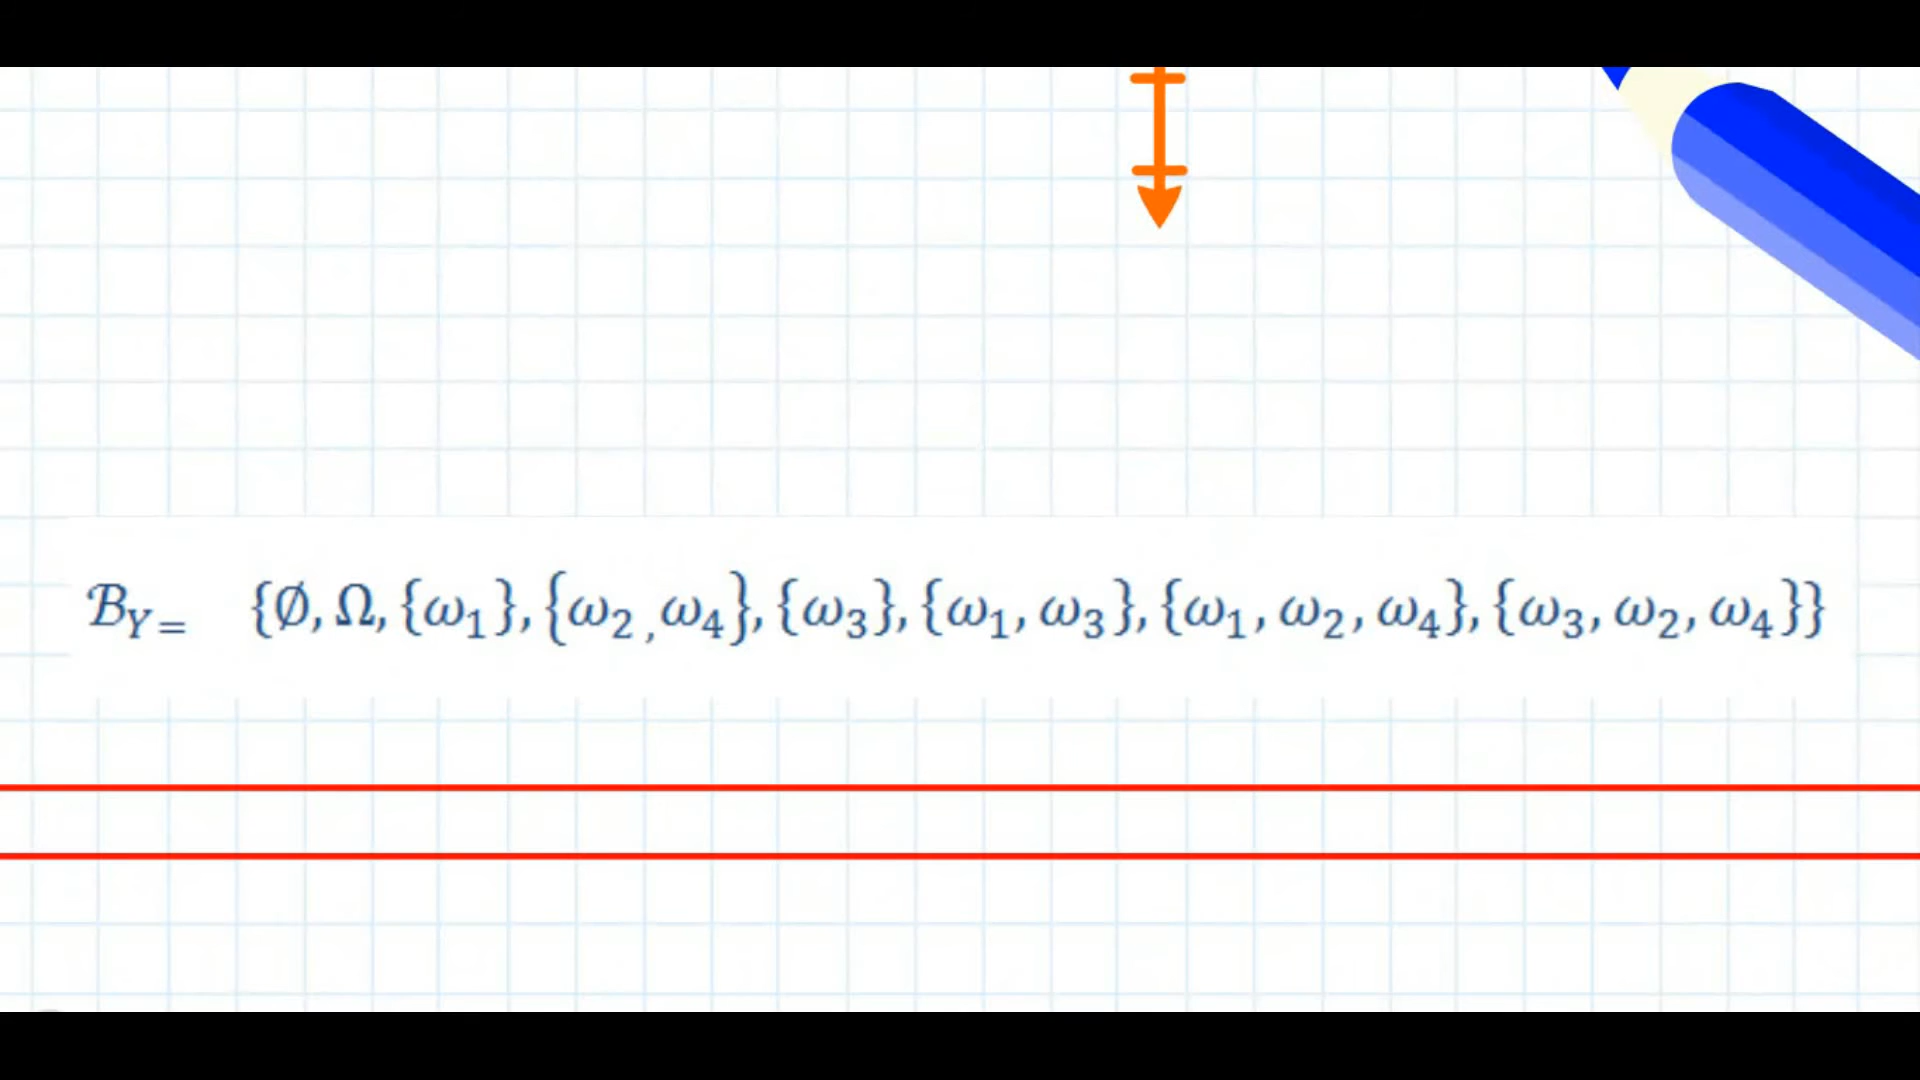 ℬ_Y= {∅, Ω, {ω₁}, {ω₂ ,ω₄}, {ω₃}, {ω₁, ω₃}, {ω₁, ω₂, ω₄}, {ω₃, ω₂, ω₄}}